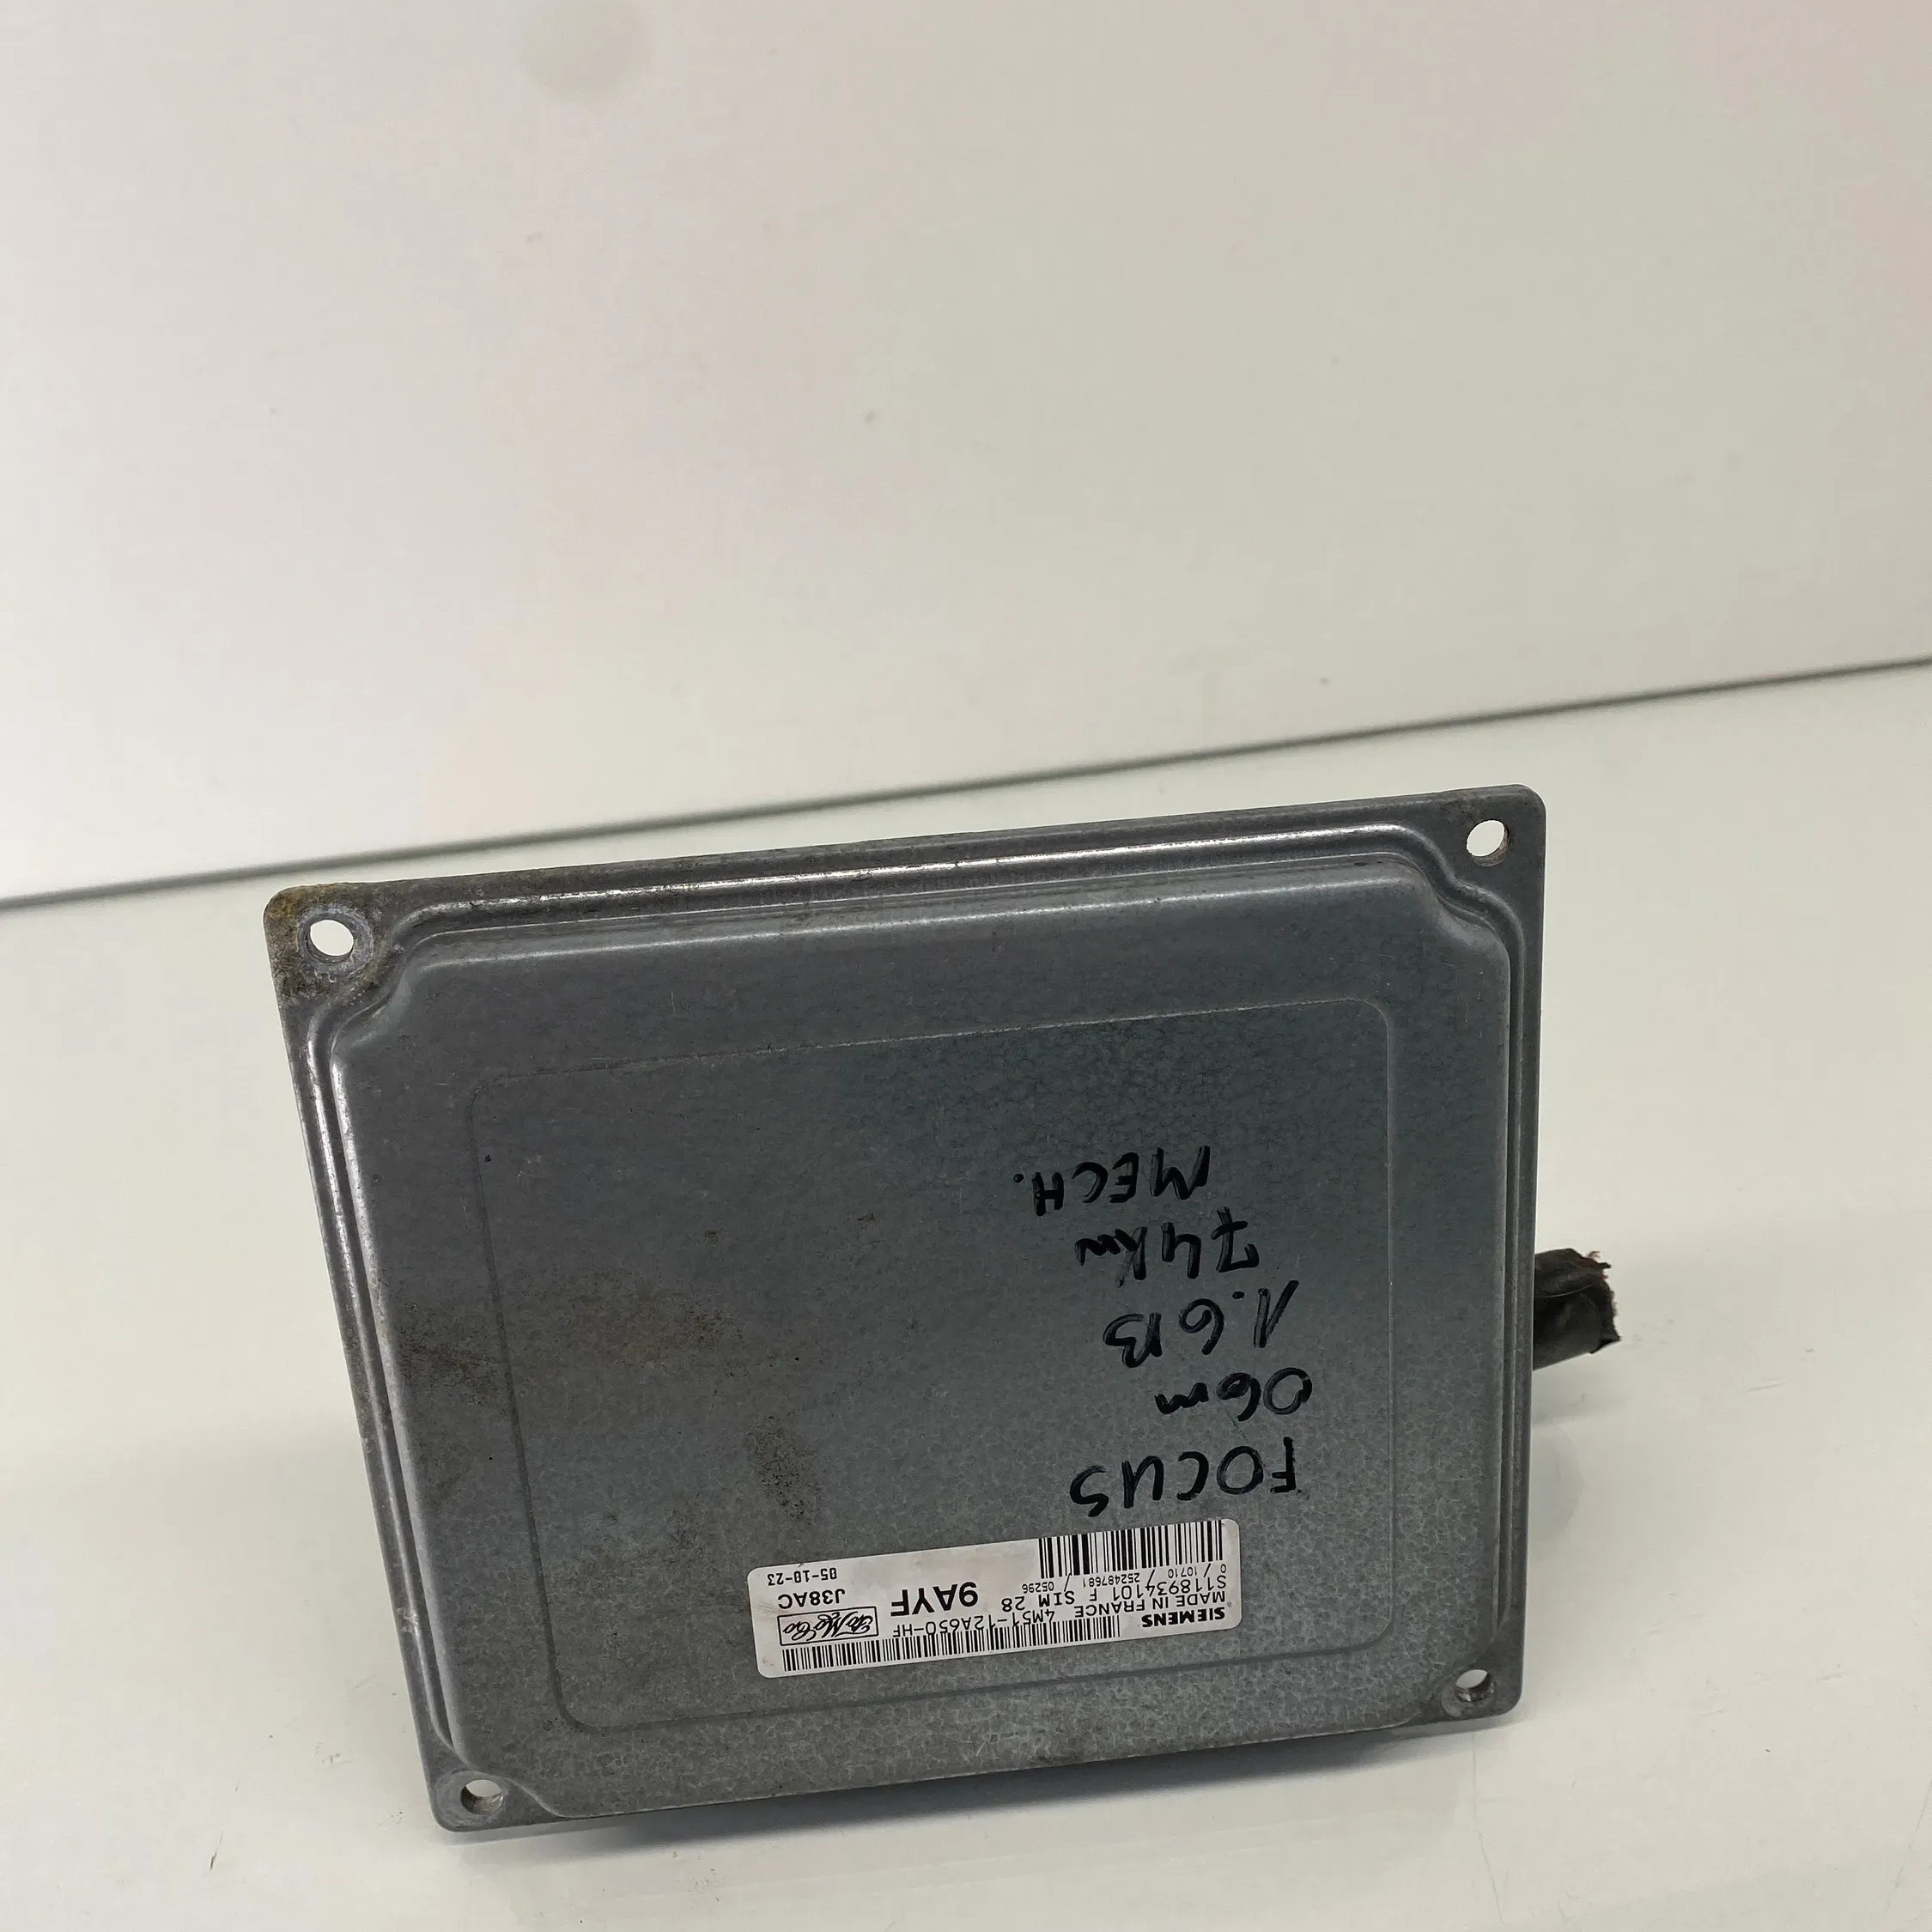 SIEMENS
MADE IN FRANCE 4M51-12A650-HF
S118934101 F SIM 28 9AYF
0 / 10710 / 252487681 / 05296
FoMoCo
J38AC
05-10-23
FOCUS
06m
1.6B
74kw
MECH.